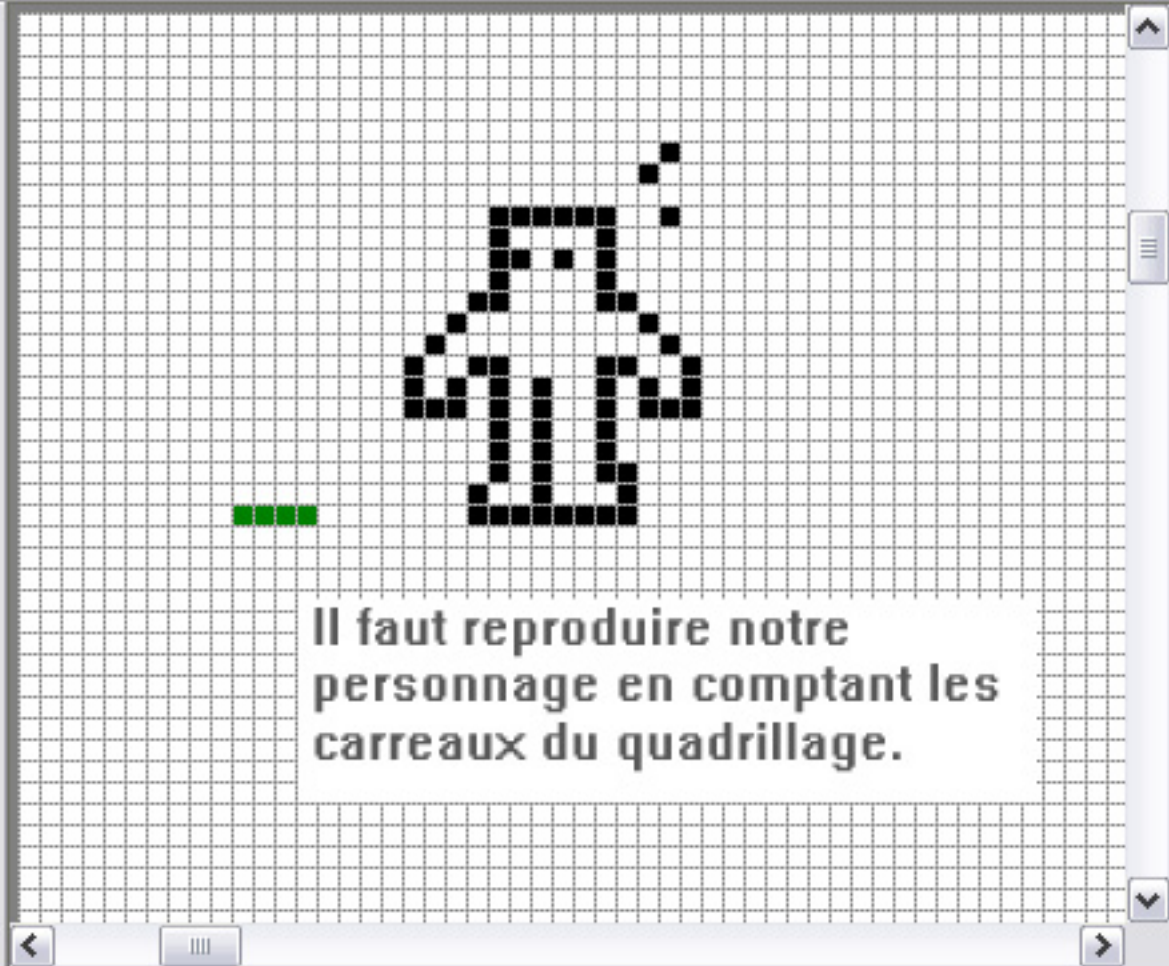 Il faut reproduire notre
personnage en comptant les
carreaux du quadrillage.